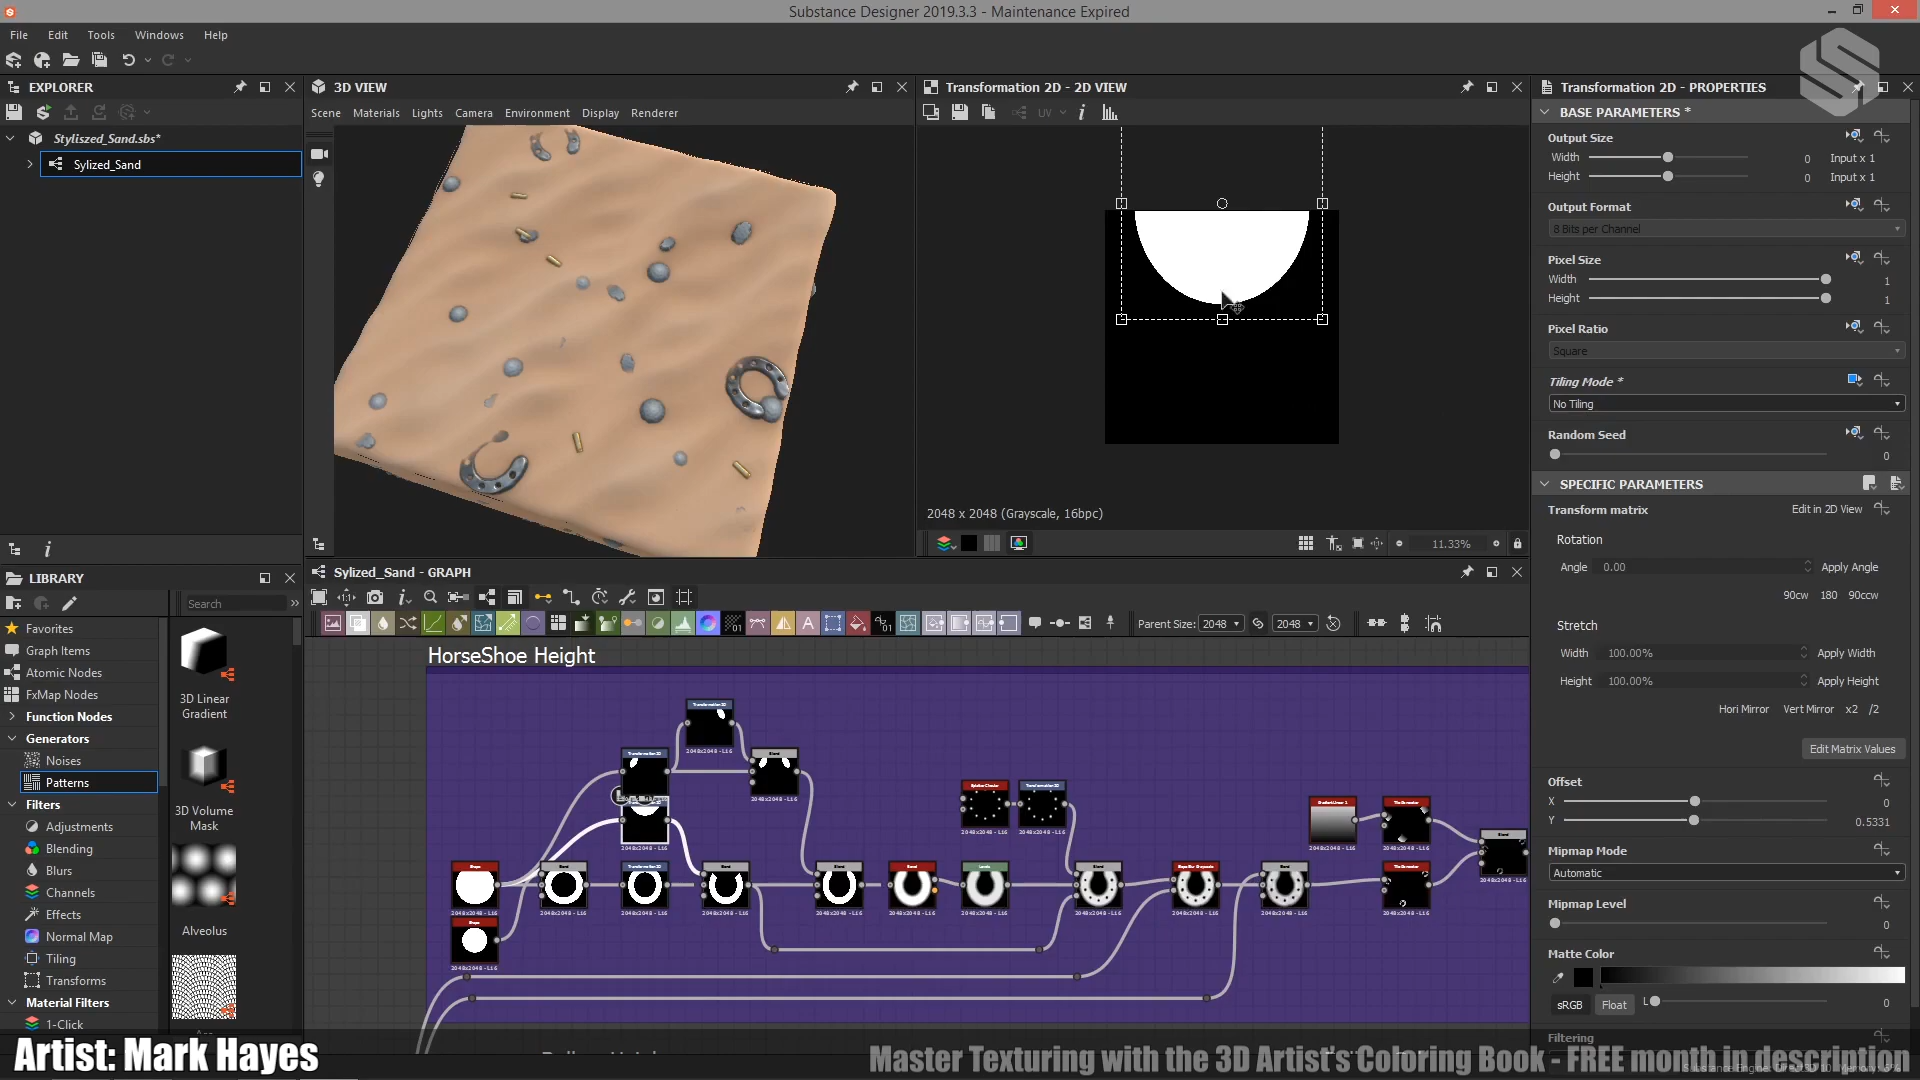 Substance Designer 2019.3.3 - Maintenance Expired
File Edit Tools Windows Help
EXPLORER
Styliszed_Sand.sbs*
Sylized_Sand
3D VIEW
Scene Materials Lights Camera Environment Display Renderer
Transformation 2D - 2D VIEW
UV
2048 x 2048 (Grayscale, 16bpc)
11.33%
Transformation 2D - PROPERTIES
BASE PARAMETERS *
Output Size
Width 0 Input x 1
Height 0 Input x 1
Output Format
8 Bits per Channel
Pixel Size
Width 1
Height 1
Pixel Ratio
Square
Tiling Mode *
No Tiling
Random Seed
0
SPECIFIC PARAMETERS
Transform matrix Edit in 2D View
Rotation
Angle 0.00 Apply Angle
90cw 180 90ccw
Stretch
Width 100.00% Apply Width
Height 100.00% Apply Height
Hori Mirror Vert Mirror x2 /2
Edit Matrix Values
Offset
X 0
Y 0.5331
Mipmap Mode
Automatic
Mipmap Level
0
Matte Color
sRGB Float L 0
Filtering
LIBRARY
Search
Favorites
Graph Items
Atomic Nodes
FxMap Nodes
Function Nodes
Generators
Noises
Patterns
Filters
Adjustments
Blending
Blurs
Channels
Effects
Normal Map
Tiling
Transforms
Material Filters
1-Click
3D Linear
Gradient
3D Volume
Mask
Alveolus
Sylized_Sand - GRAPH
Parent Size: 2048 2048
HorseShoe Height
Artist: Mark Hayes
Master Texturing with the 3D Artist's Coloring Book - FREE month in description